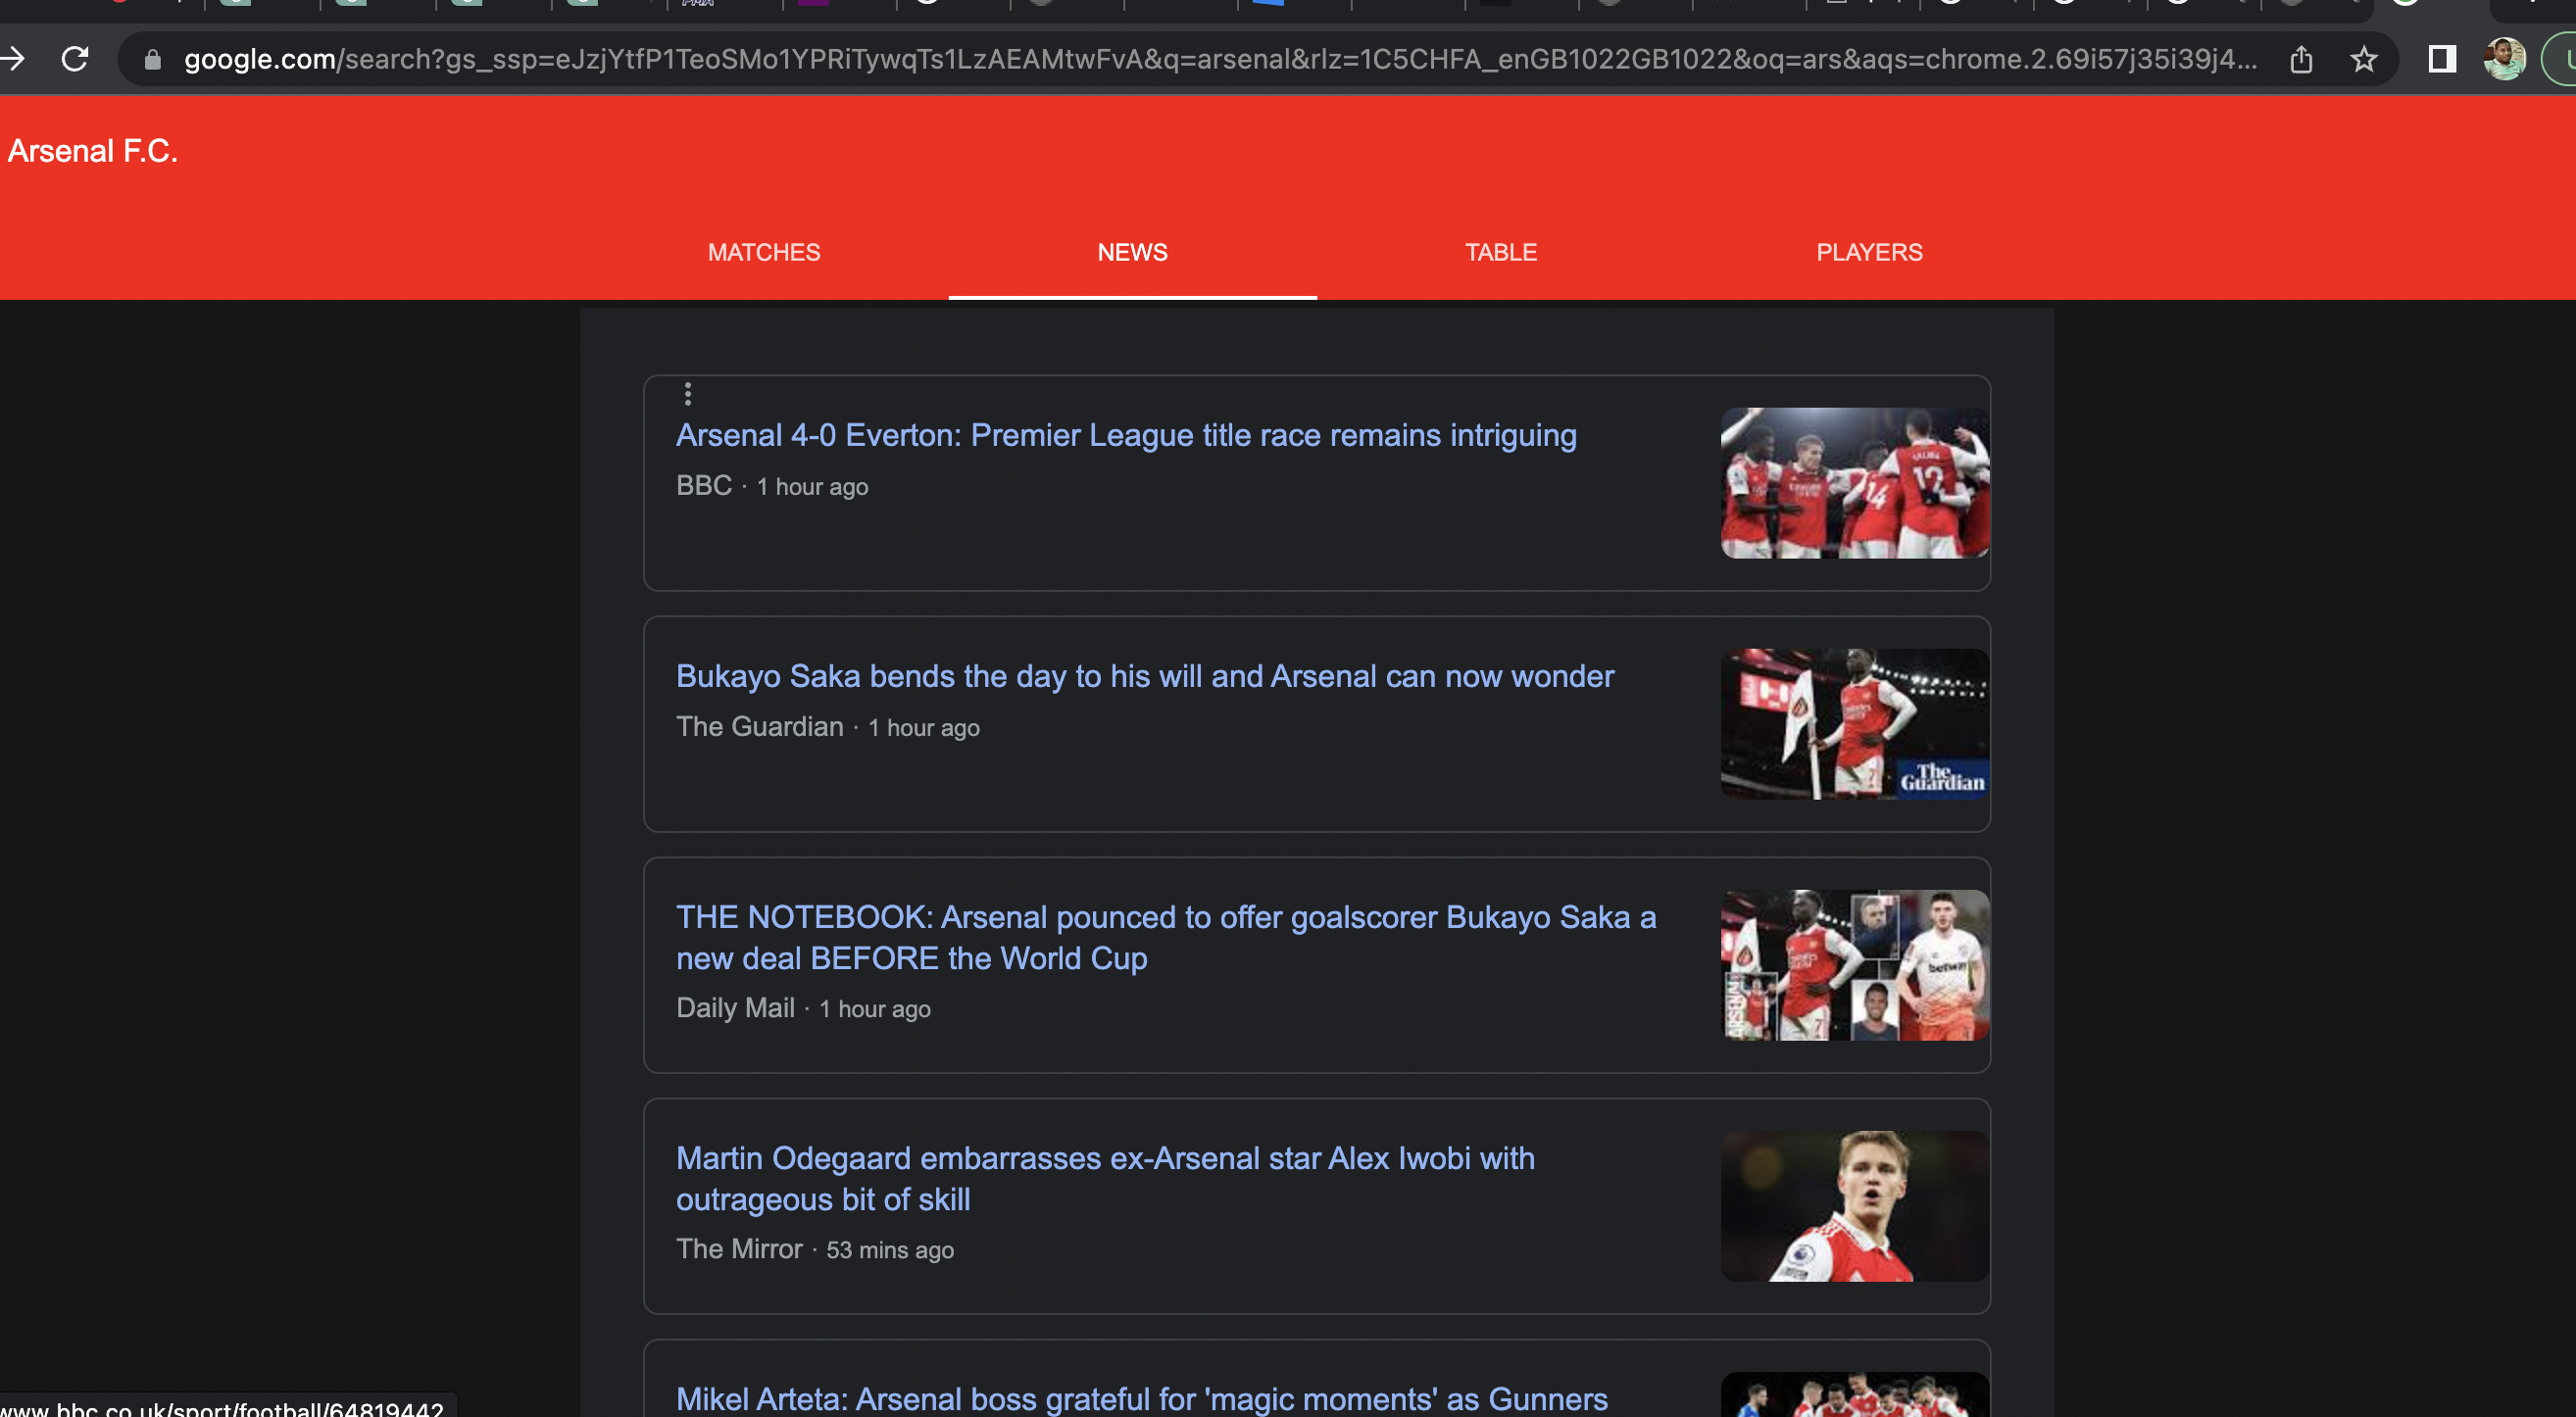 google.com/search?gs_ssp=eJzjYtfP1TeoSMo1YPRiTywqTs1LzAEAMtwFvA&q=arsenal&rlz=1C5CHFA_enGB1022GB1022&oq=ars&aqs=chrome.2.69i57j35i39j4...
Arsenal F.C.
MATCHES NEWS TABLE PLAYERS
Arsenal 4-0 Everton: Premier League title race remains intriguing
BBC · 1 hour ago
14
12
Bukayo Saka bends the day to his will and Arsenal can now wonder
The Guardian · 1 hour ago
The
Guardian
THE NOTEBOOK: Arsenal pounced to offer goalscorer Bukayo Saka a
new deal BEFORE the World Cup
Daily Mail · 1 hour ago
ARSENAL
betway
7
Martin Odegaard embarrasses ex-Arsenal star Alex Iwobi with
outrageous bit of skill
The Mirror · 53 mins ago
Mikel Arteta: Arsenal boss grateful for 'magic moments' as Gunners
www.bbc.co.uk/sport/football/64819442